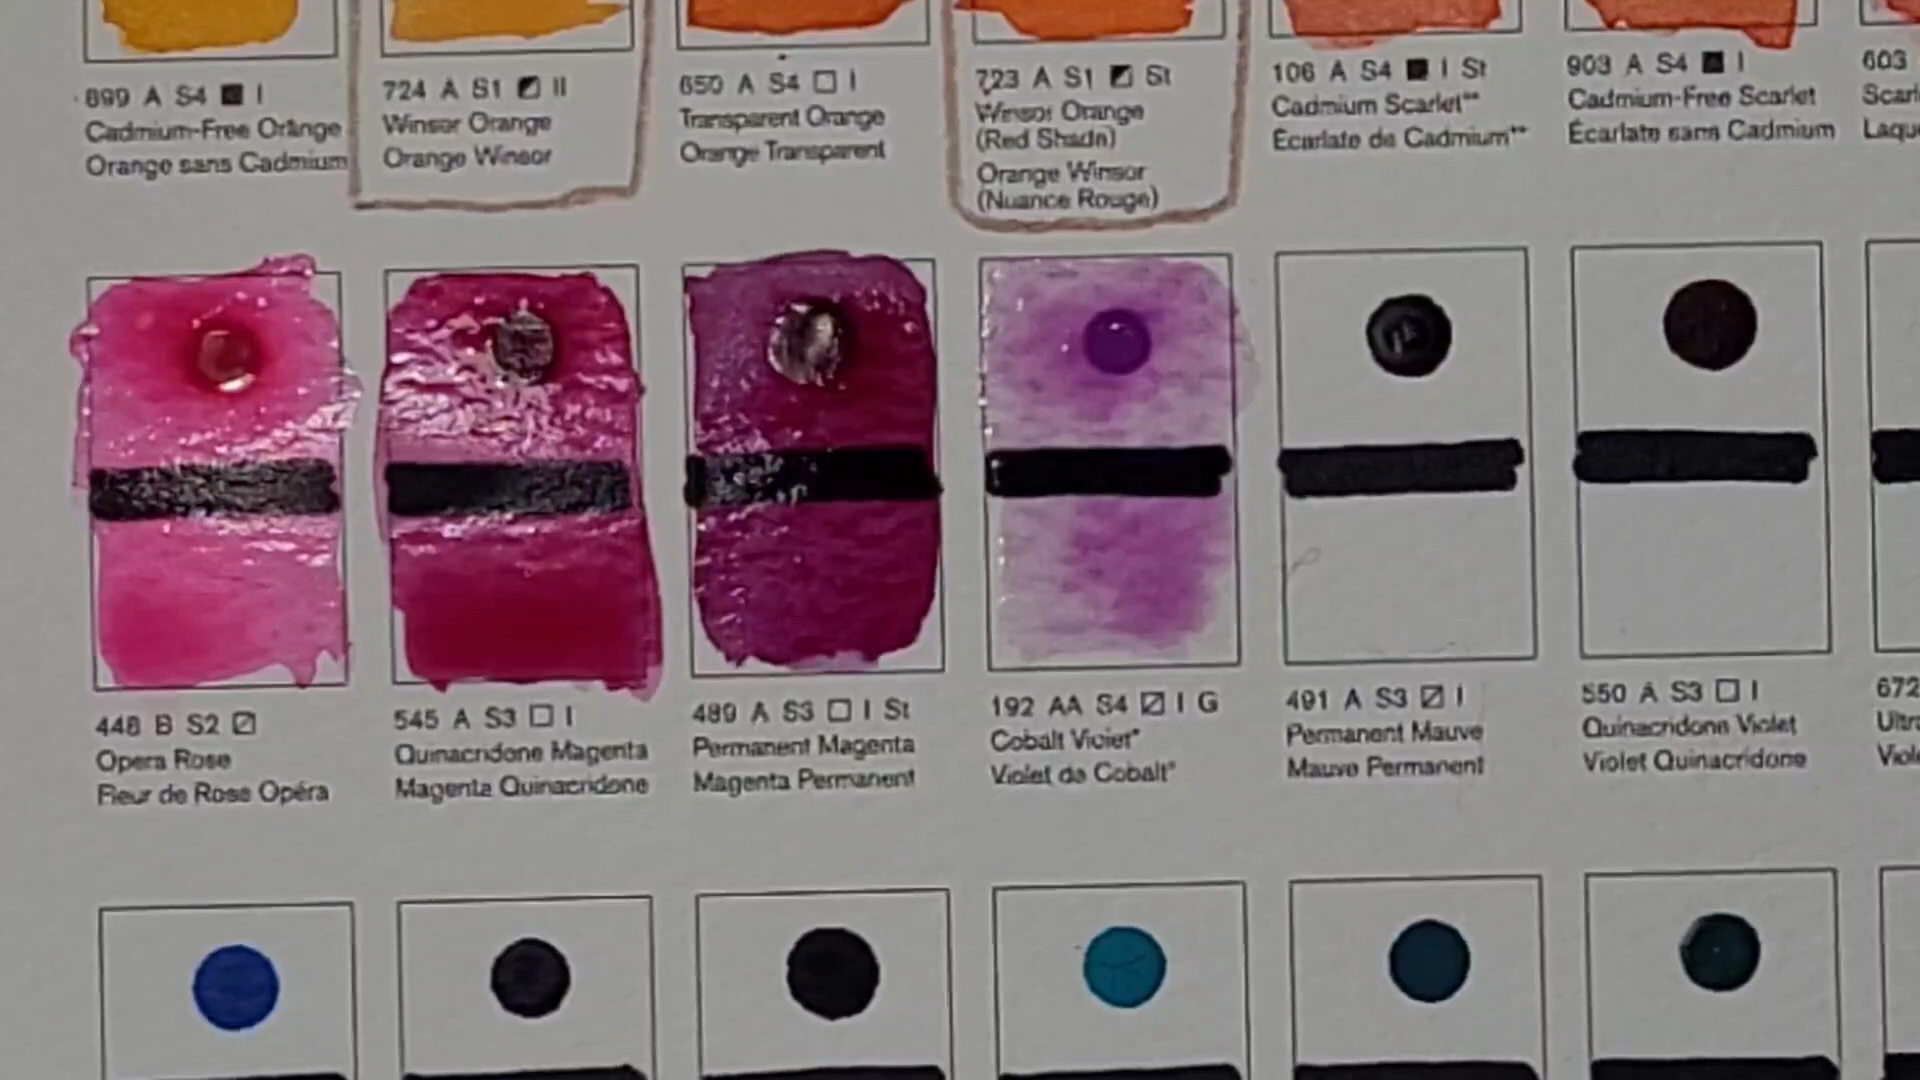 899 A S4 ■ I
Cadmium-Free Orange
Orange sans Cadmium
724 A S1 ◪ II
Winsor Orange
Orange Winsor
650 A S4 □ I
Transparent Orange
Orange Transparent
723 A S1 ◪ St
Winsor Orange
(Red Shade)
Orange Winsor
(Nuance Rouge)
106 A S4 ■ I St
Cadmium Scarlet**
Écarlate de Cadmium**
903 A S4 ■ I
Cadmium-Free Scarlet
Écarlate sans Cadmium
603
448 B S2 ⍁
Opera Rose
Fleur de Rose Opéra
545 A S3 □ I
Quinacridone Magenta
Magenta Quinacridone
489 A S3 □ I St
Permanent Magenta
Magenta Permanent
192 AA S4 ⍁ I G
Cobalt Violet*
Violet de Cobalt*
491 A S3 ⍁ I
Permanent Mauve
Mauve Permanent
550 A S3 □ I
Quinacridone Violet
Violet Quinacridone
672